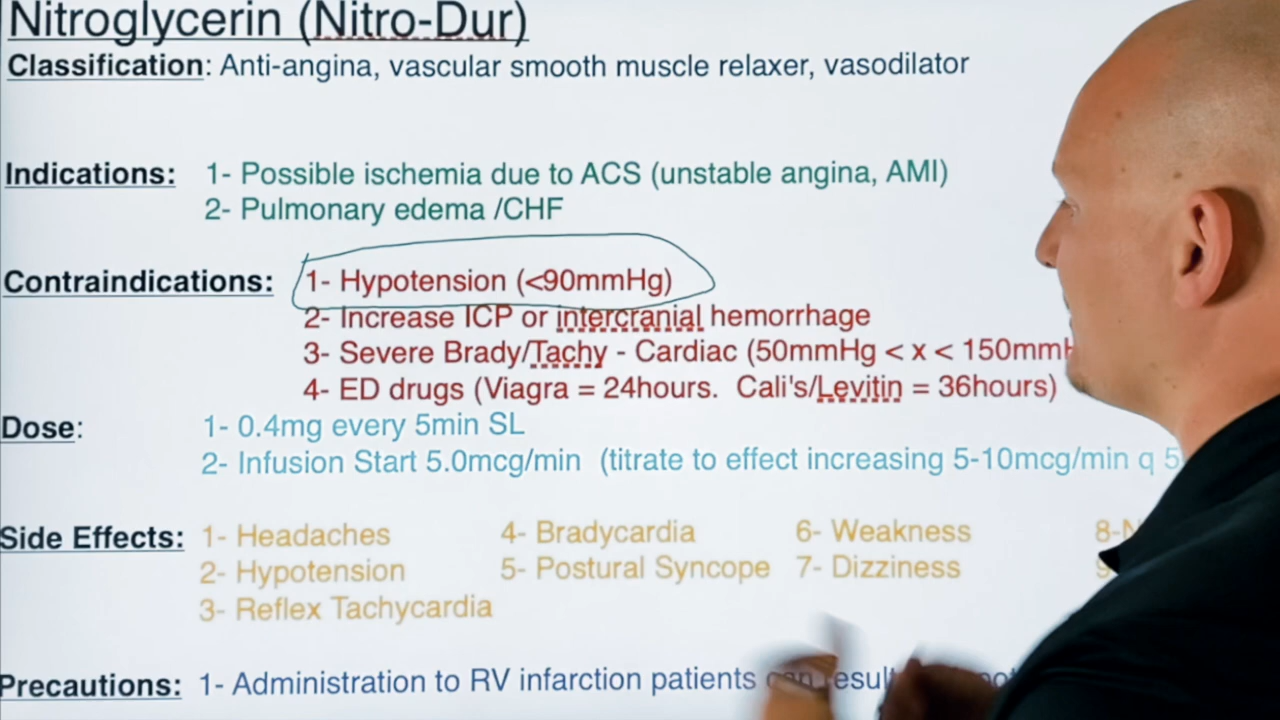 Nitroglycerin (Nitro-Dur)
Classification: Anti-angina, vascular smooth muscle relaxer, vasodilator
Indications: 1- Possible ischemia due to ACS (unstable angina, AMI)
2- Pulmonary edema /CHF
Contraindications: 1- Hypotension (<90mmHg)
2- Increase ICP or intercranial hemorrhage
3- Severe Brady/Tachy - Cardiac (50mmHg < x < 150mmH
4- ED drugs (Viagra = 24hours. Cali's/Levitin = 36hours)
Dose: 1- 0.4mg every 5min SL
2- Infusion Start 5.0mcg/min (titrate to effect increasing 5-10mcg/min q 5
Side Effects: 1- Headaches 4- Bradycardia 6- Weakness 8-
2- Hypotension 5- Postural Syncope 7- Dizziness
3- Reflex Tachycardia
Precautions: 1- Administration to RV infarction patients can result